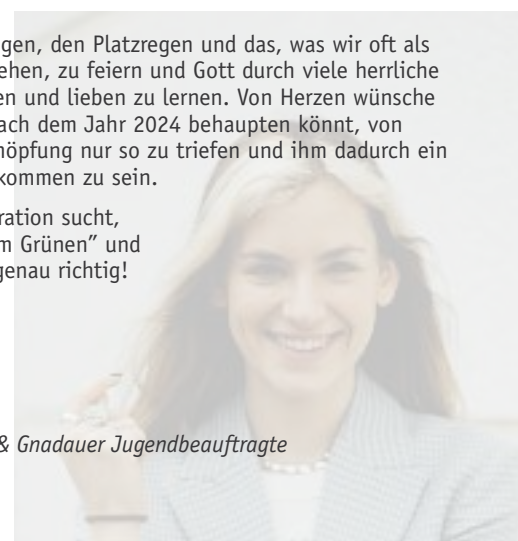 gen, den Platzregen und das, was wir oft als
ehen, zu feiern und Gott durch viele herrliche
en und lieben zu lernen. Von Herzen wünsche
ach dem Jahr 2024 behaupten könnt, von
höpfung nur so zu triefen und ihm dadurch ein
kommen zu sein.
ration sucht,
m Grünen” und
genau richtig!
& Gnadauer Jugendbeauftragte